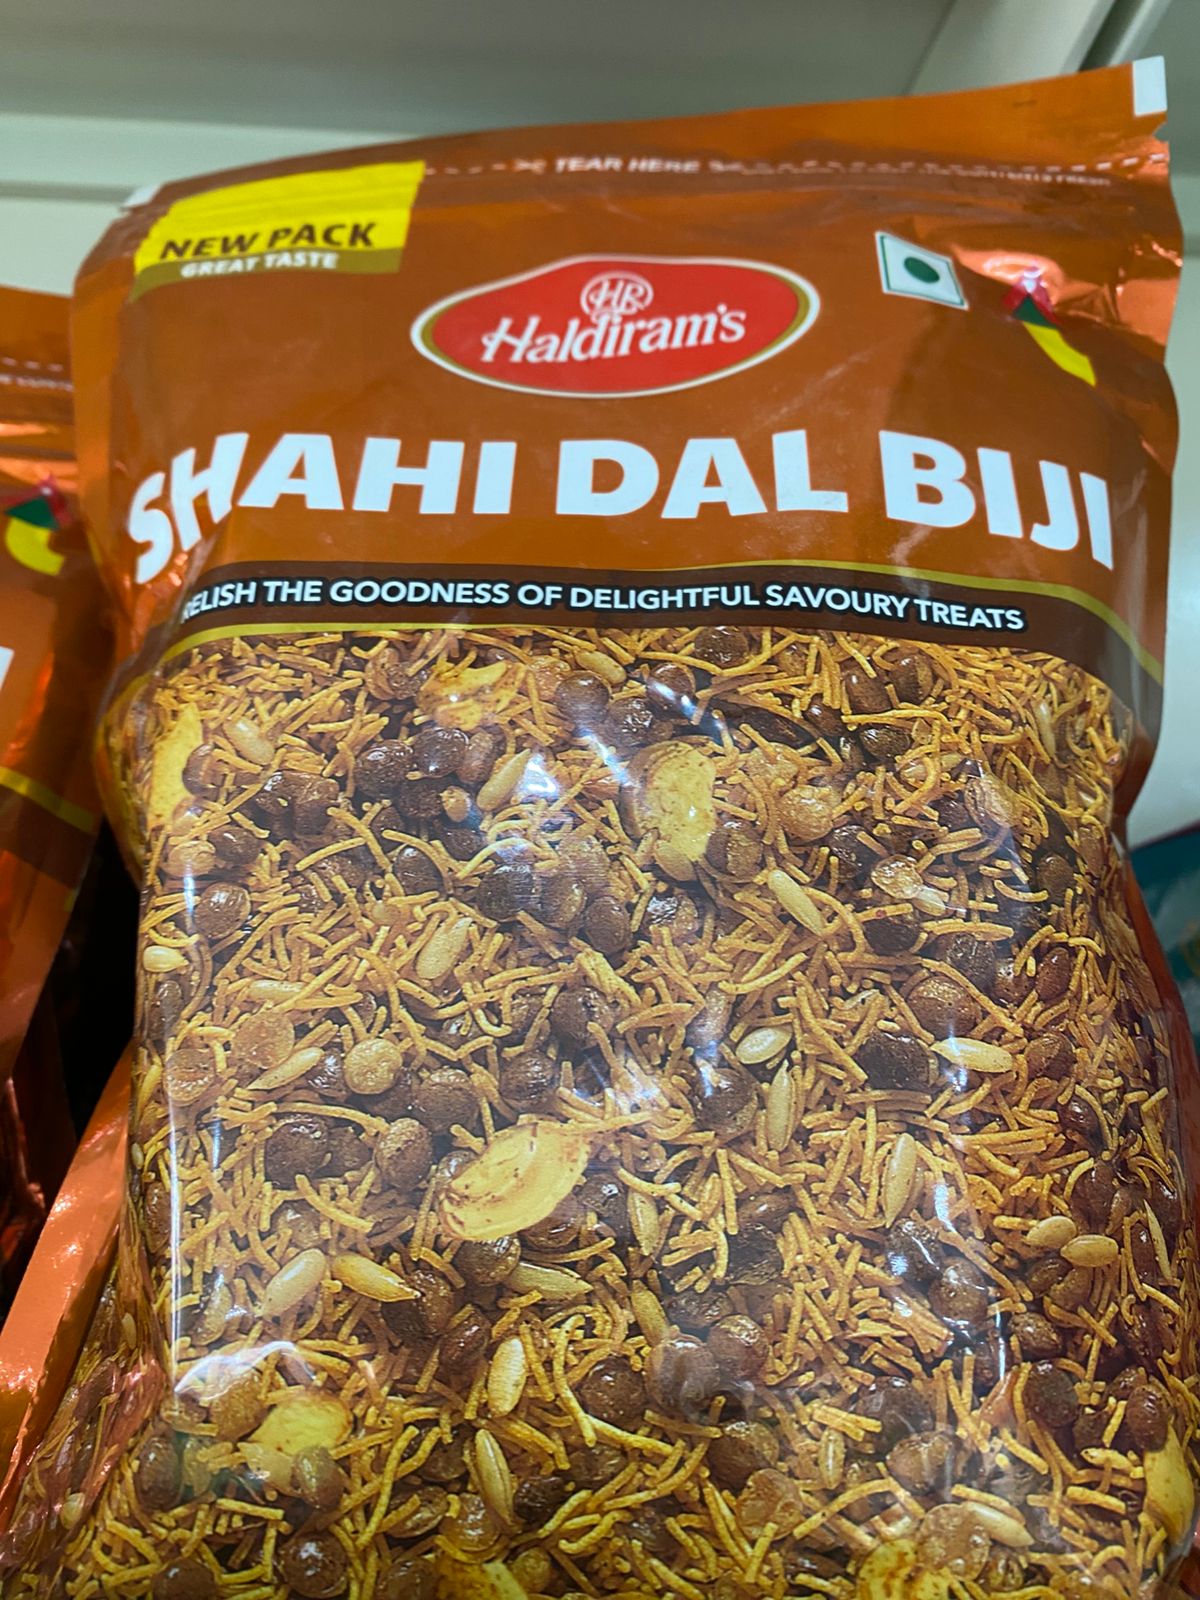 TEAR HERE
NEW PACK
GREAT TASTE
HR
Haldiram's
SHAHI DAL BIJI
RELISH THE GOODNESS OF DELIGHTFUL SAVOURY TREATS